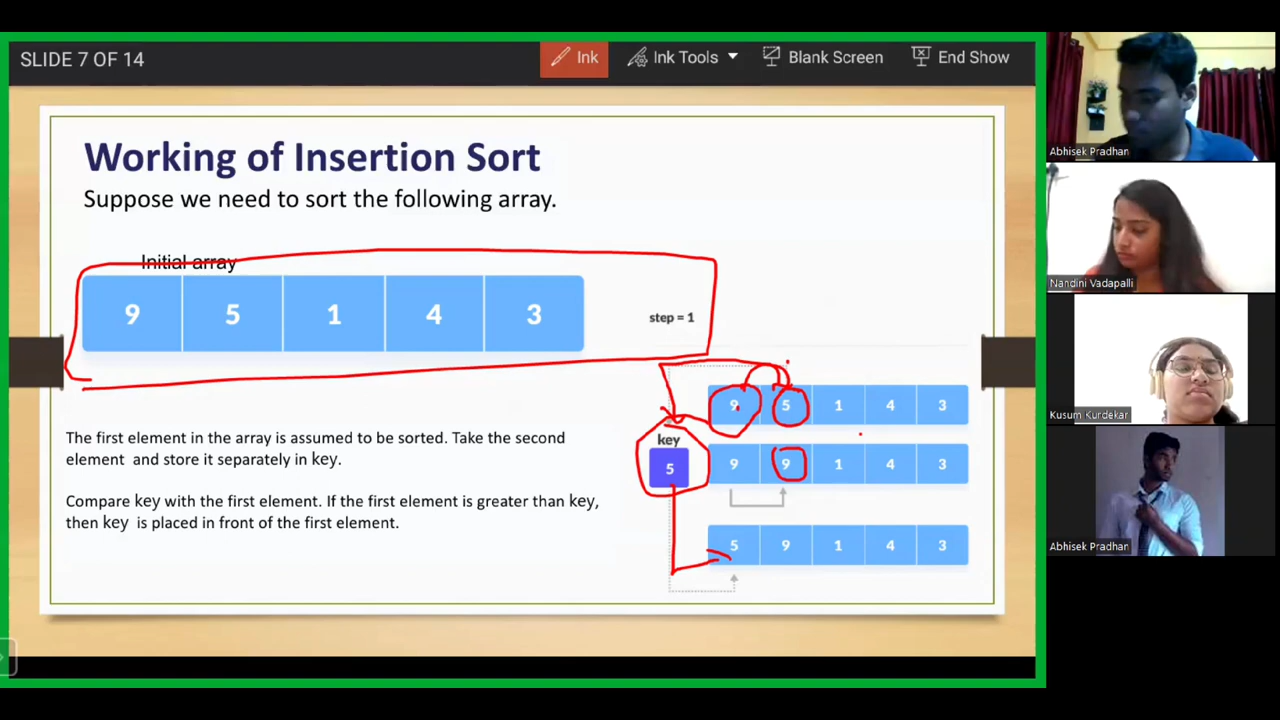 SLIDE 7 OF 14
Ink
Ink Tools
Blank Screen
End Show
Working of Insertion Sort
Suppose we need to sort the following array.
Initial array
9 5 1 4 3
step = 1
9 5 1 4 3
key
5
9 9 1 4 3
5 9 1 4 3
The first element in the array is assumed to be sorted. Take the second
element and store it separately in key.
Compare key with the first element. If the first element is greater than key,
then key is placed in front of the first element.
Abhisek Pradhan
Nandini Vadapalli
Kusum Kurdekar
Abhisek Pradhan